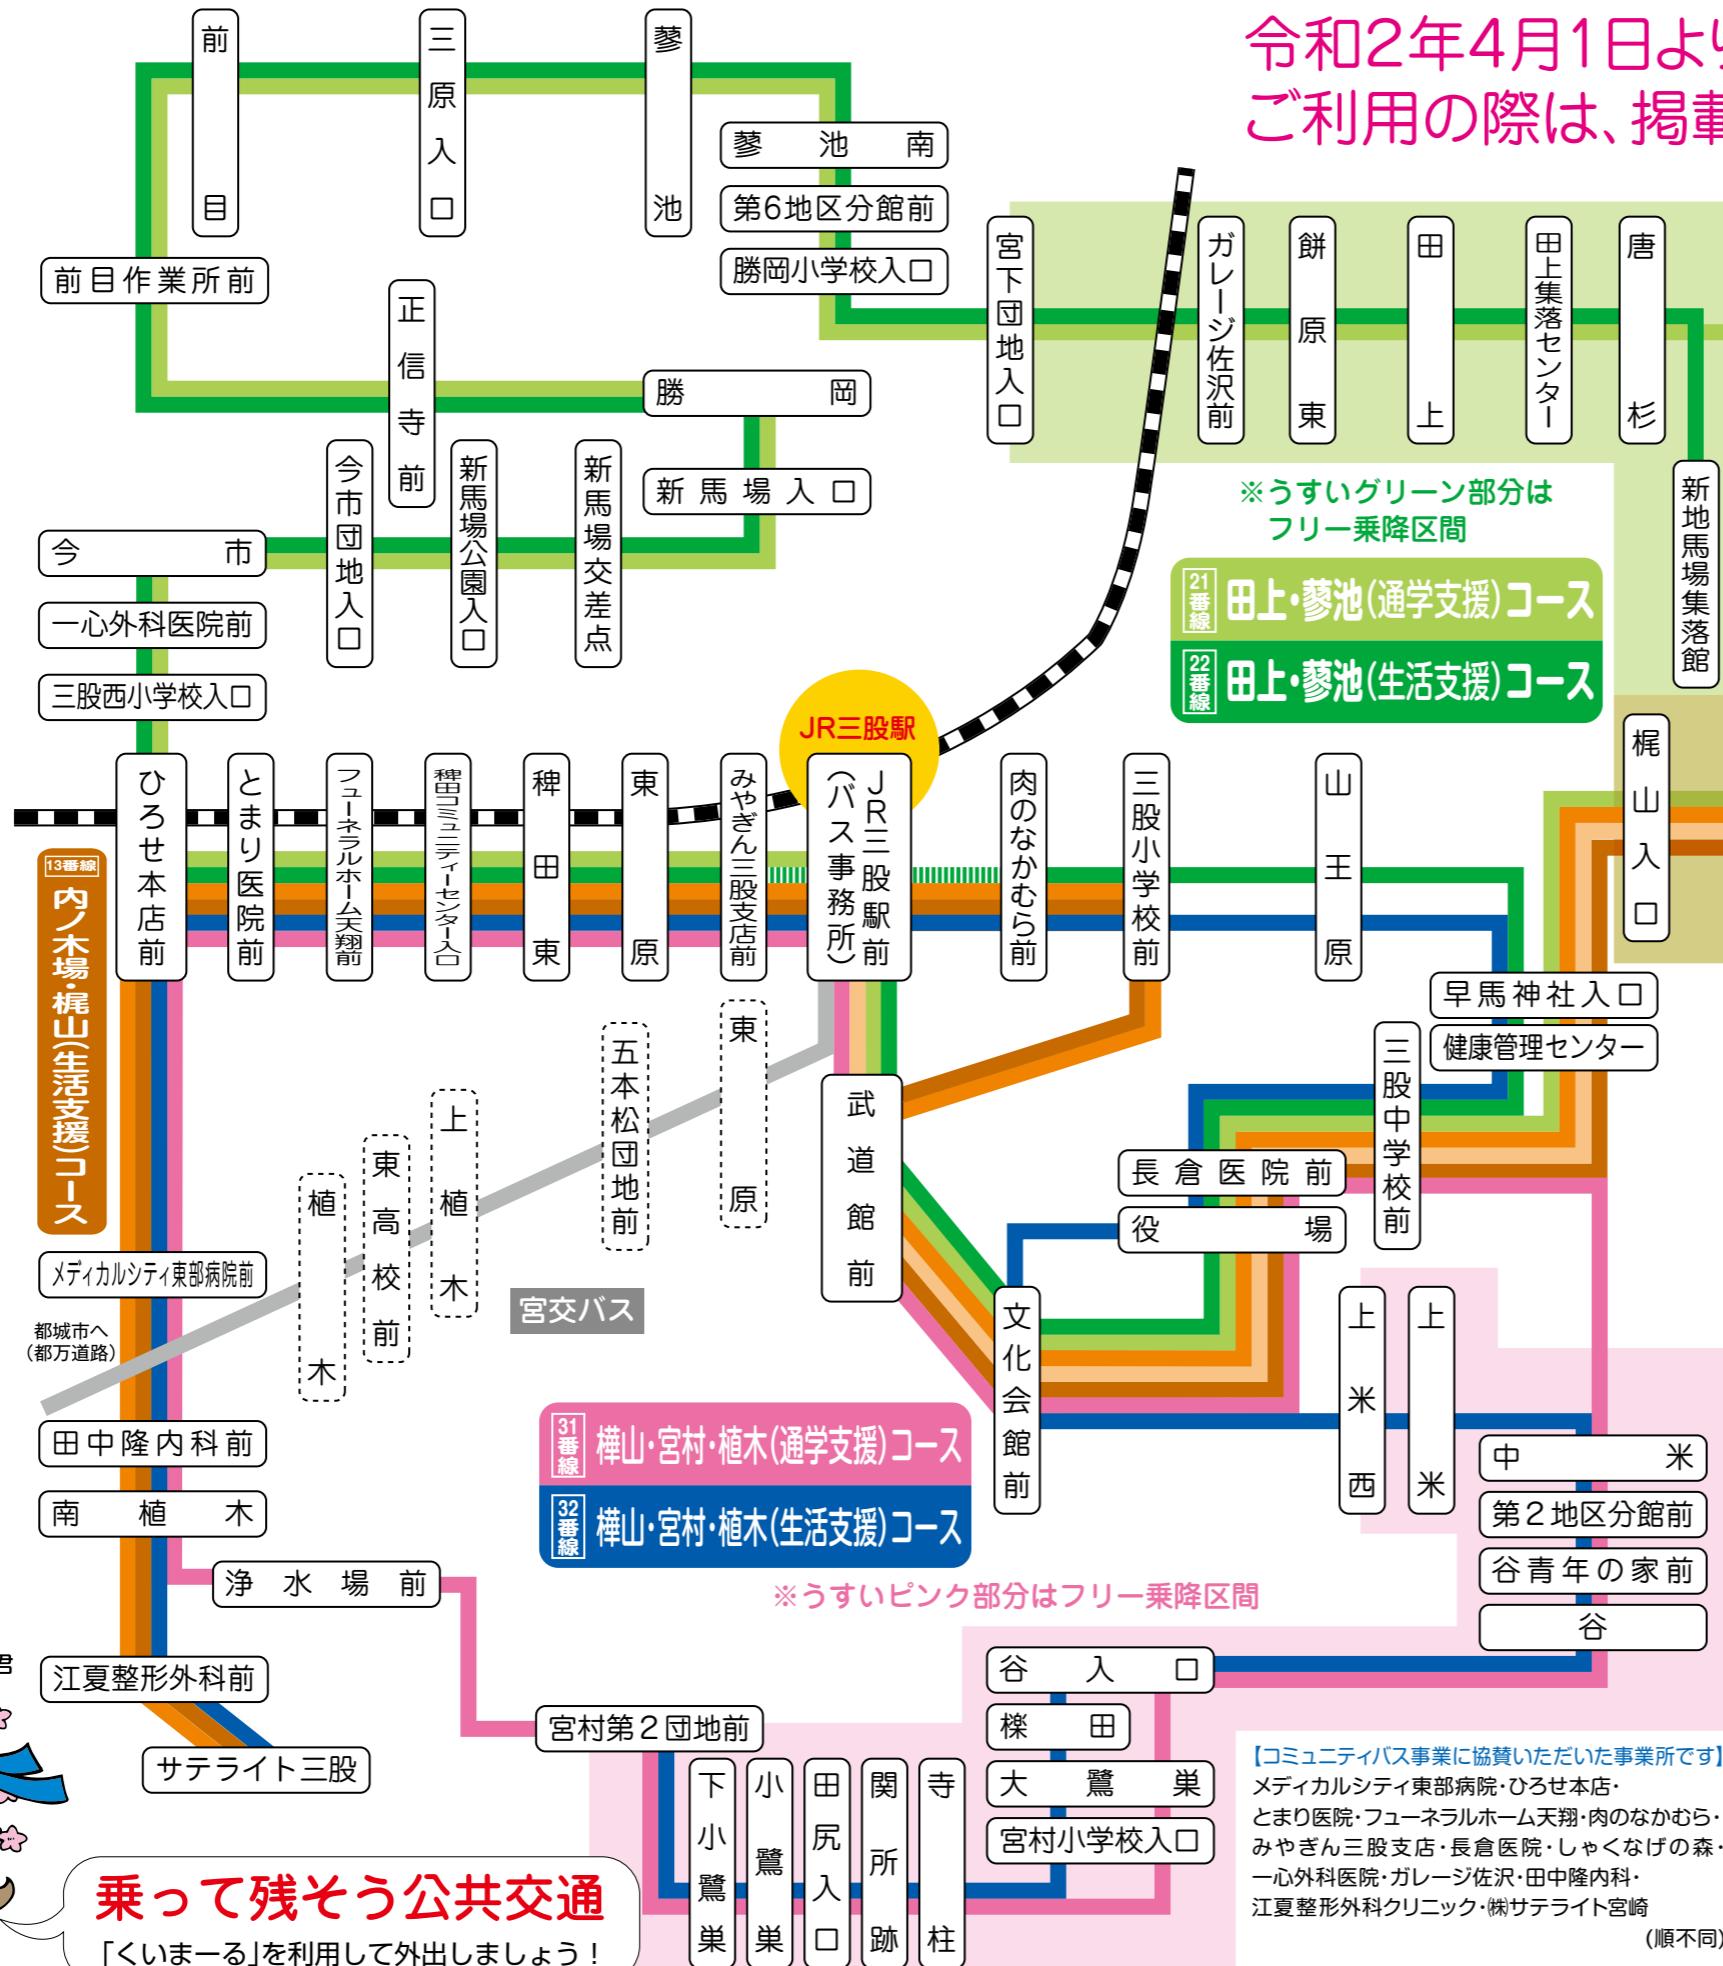 令和2年4月1日より
ご利用の際は、掲載
前目
三原入口
蓼池
蓼池南
第6地区分館前
勝岡小学校入口
宮下団地入口
ガレージ佐沢前
餅原東
田上
田上集落センター
唐杉
新地馬場集落館
前目作業所前
正信寺前
勝岡
新馬場入口
今市団地入口
新馬場公園入口
新馬場交差点
今市
一心外科医院前
三股西小学校入口
※うすいグリーン部分は
フリー乗降区間
21番線 田上・蓼池(通学支援)コース
22番線 田上・蓼池(生活支援)コース
JR三股駅
ひろせ本店前
とまり医院前
フューネラルホーム天翔前
稗田コミュニティーセンター入口
稗田東
東原
みやぎん三股支店前
JR三股駅前
(バス事務所)
肉のなかむら前
三股小学校前
山王原
梶山入口
13番線
内ノ木場・梶山(生活支援)コース
早馬神社入口
健康管理センター
三股中学校前
長倉医院前
役場
武道館前
文化会館前
東原
五本松団地前
上植木
東高校前
植木
宮交バス
メディカルシティ東部病院前
都城市へ
(都万道路)
田中隆内科前
南植木
浄水場前
江夏整形外科前
サテライト三股
上米西
上米
中米
第2地区分館前
谷青年の家前
谷
31番線 樺山・宮村・植木(通学支援)コース
32番線 樺山・宮村・植木(生活支援)コース
※うすいピンク部分はフリー乗降区間
谷入口
檪田
大鷺巣
宮村小学校入口
宮村第2団地前
下小鷺巣
小鷺巣
田尻入口
関所跡
寺柱
君
【コミュニティバス事業に協賛いただいた事業所です】
メディカルシティ東部病院・ひろせ本店・
とまり医院・フューネラルホーム天翔・肉のなかむら・
みやぎん三股支店・長倉医院・しゃくなげの森・
一心外科医院・ガレージ佐沢・田中隆内科・
江夏整形外科クリニック・㈱サテライト宮崎
(順不同)
乗って残そう公共交通
「くいまーる」を利用して外出しましょう！